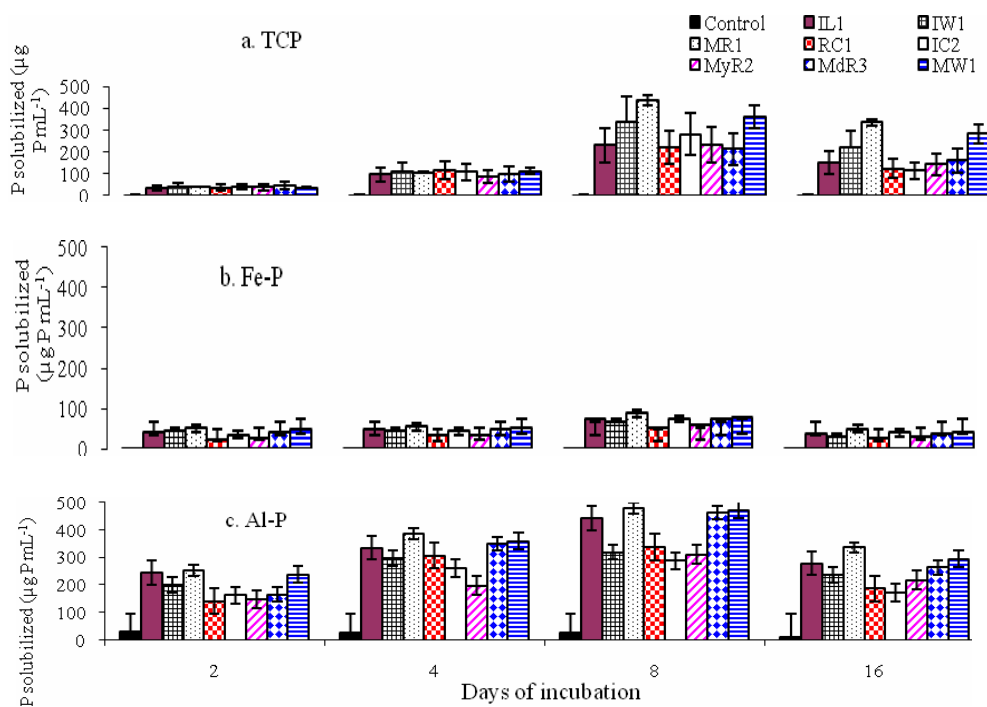 a. TCP
Control IL1 IW1
MR1 RC1 IC2
MyR2 MdR3 MW1
P solubilized (µg
P mL⁻¹)
500
400
300
200
100
0
b. Fe-P
P solubilized
(µg P mL⁻¹)
500
400
300
200
100
0
c. Al-P
P solubilized (µg P mL⁻¹)
500
400
300
200
100
0
2 4 8 16
Days of incubation